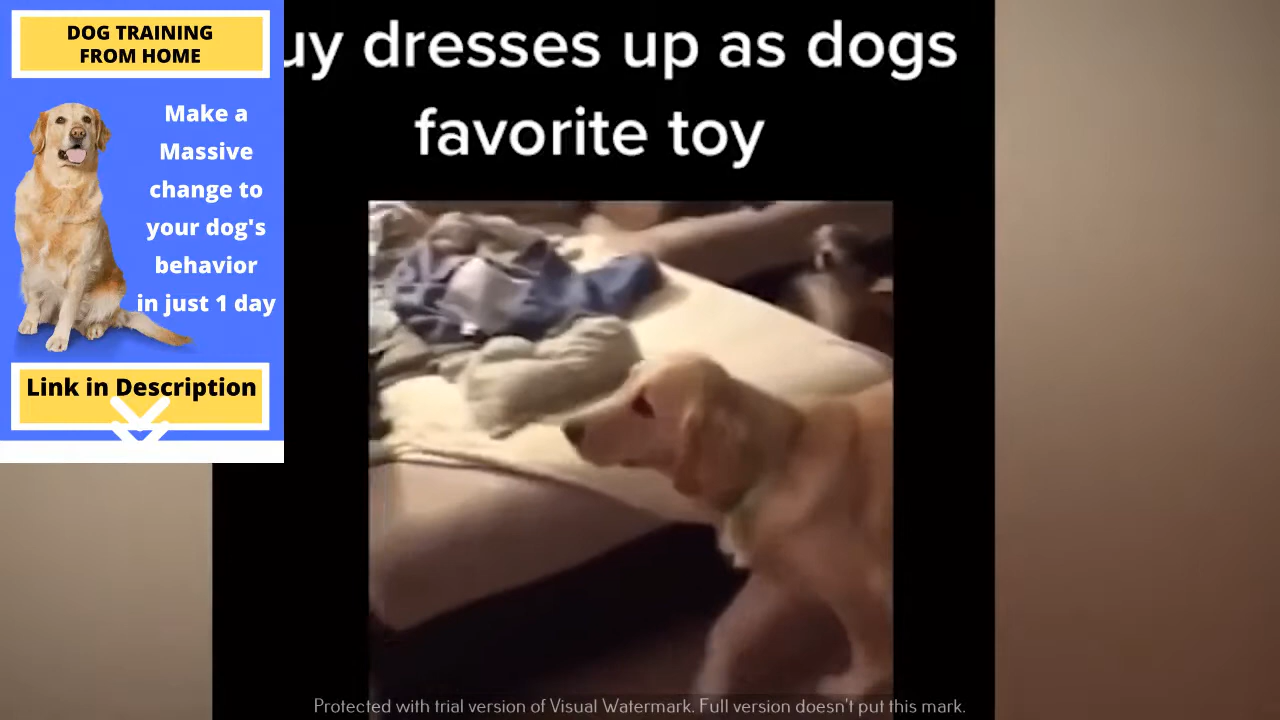 DOG TRAINING
FROM HOME
Make a
Massive
change to
your dog's
behavior
in just 1 day
Link in Description
uy dresses up as dogs
favorite toy
Protected with trial version of Visual Watermark. Full version doesn't put this mark.